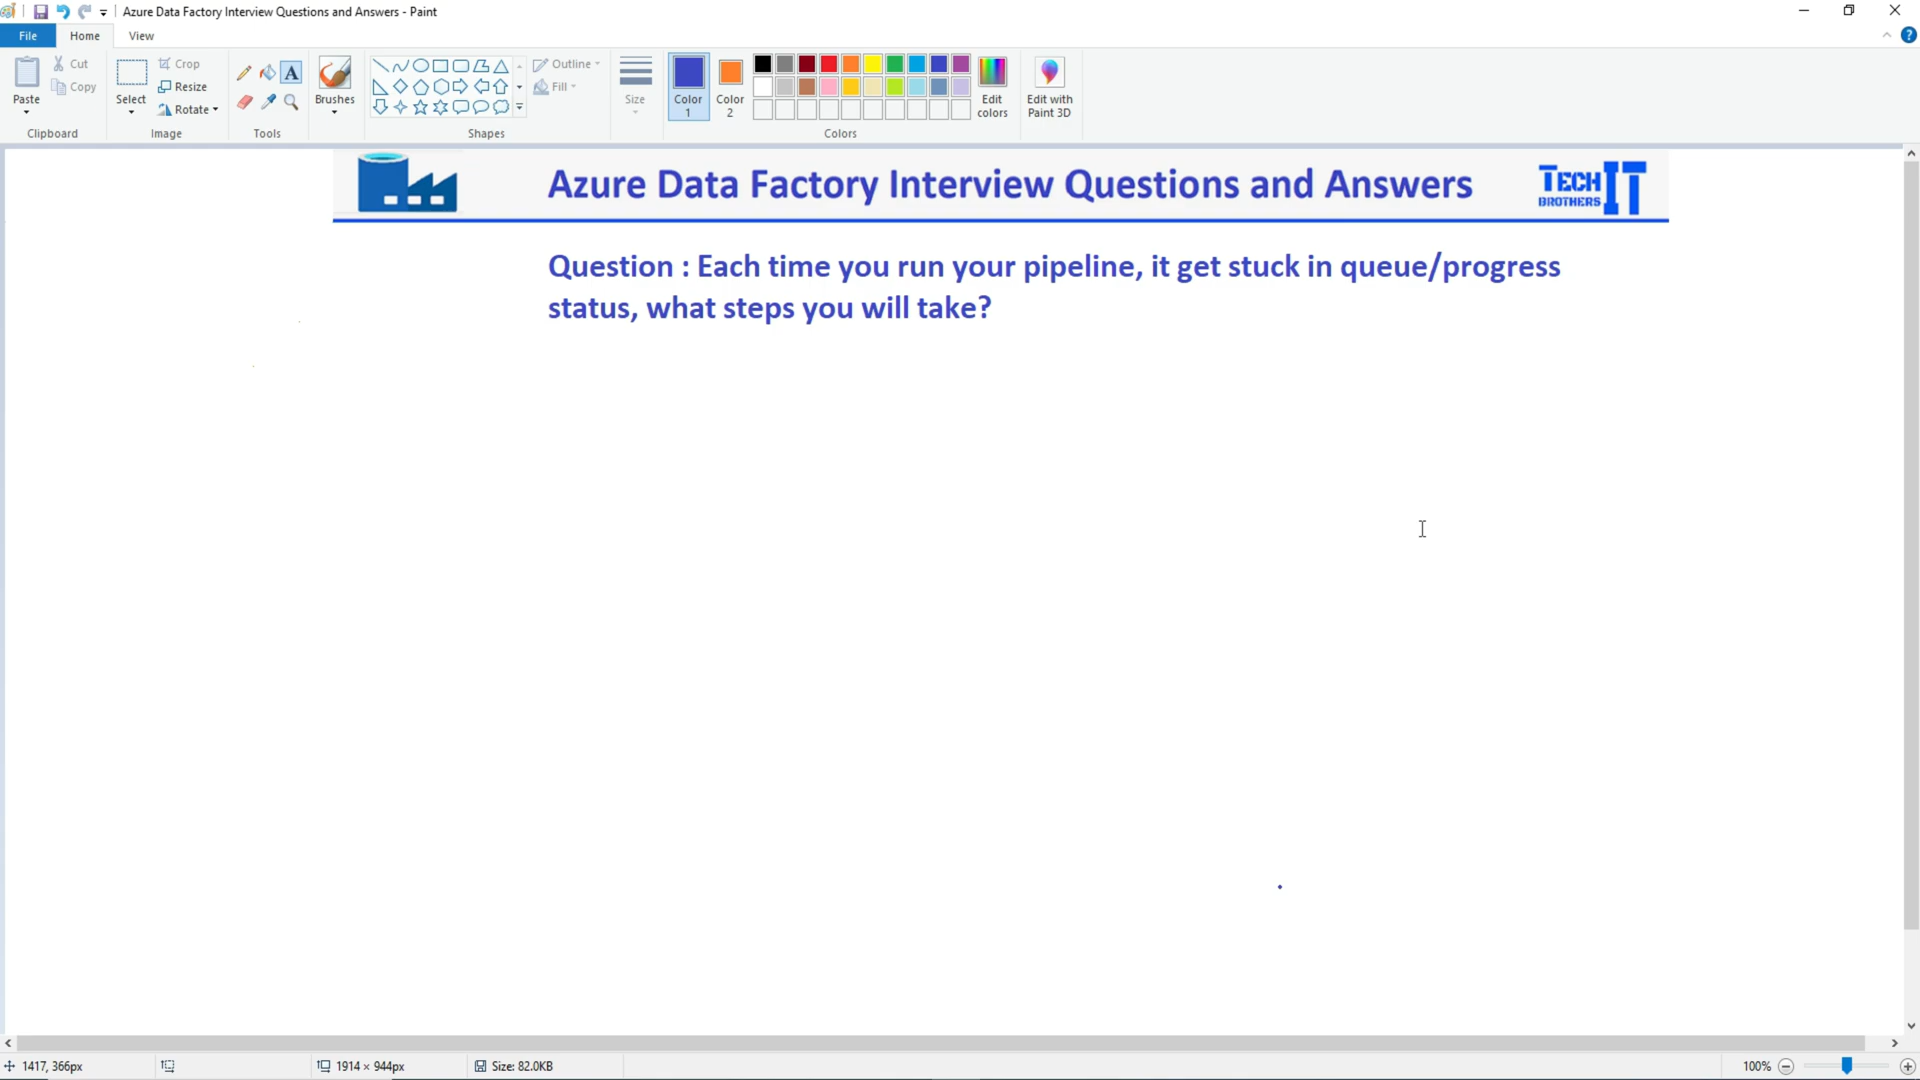 Azure Data Factory Interview Questions and Answers - Paint
File
Home
View
Paste
Cut
Copy
Clipboard
Select
Crop
Resize
Rotate
Image
A
Tools
Brushes
Shapes
Outline
Fill
Size
Color 1
Color 2
Edit colors
Colors
Edit with Paint 3D
Azure Data Factory Interview Questions and Answers
TECH IT
BROTHERS
Question : Each time you run your pipeline, it get stuck in queue/progress
status, what steps you will take?
1417, 366px
1914 × 944px
Size: 82.0KB
100%